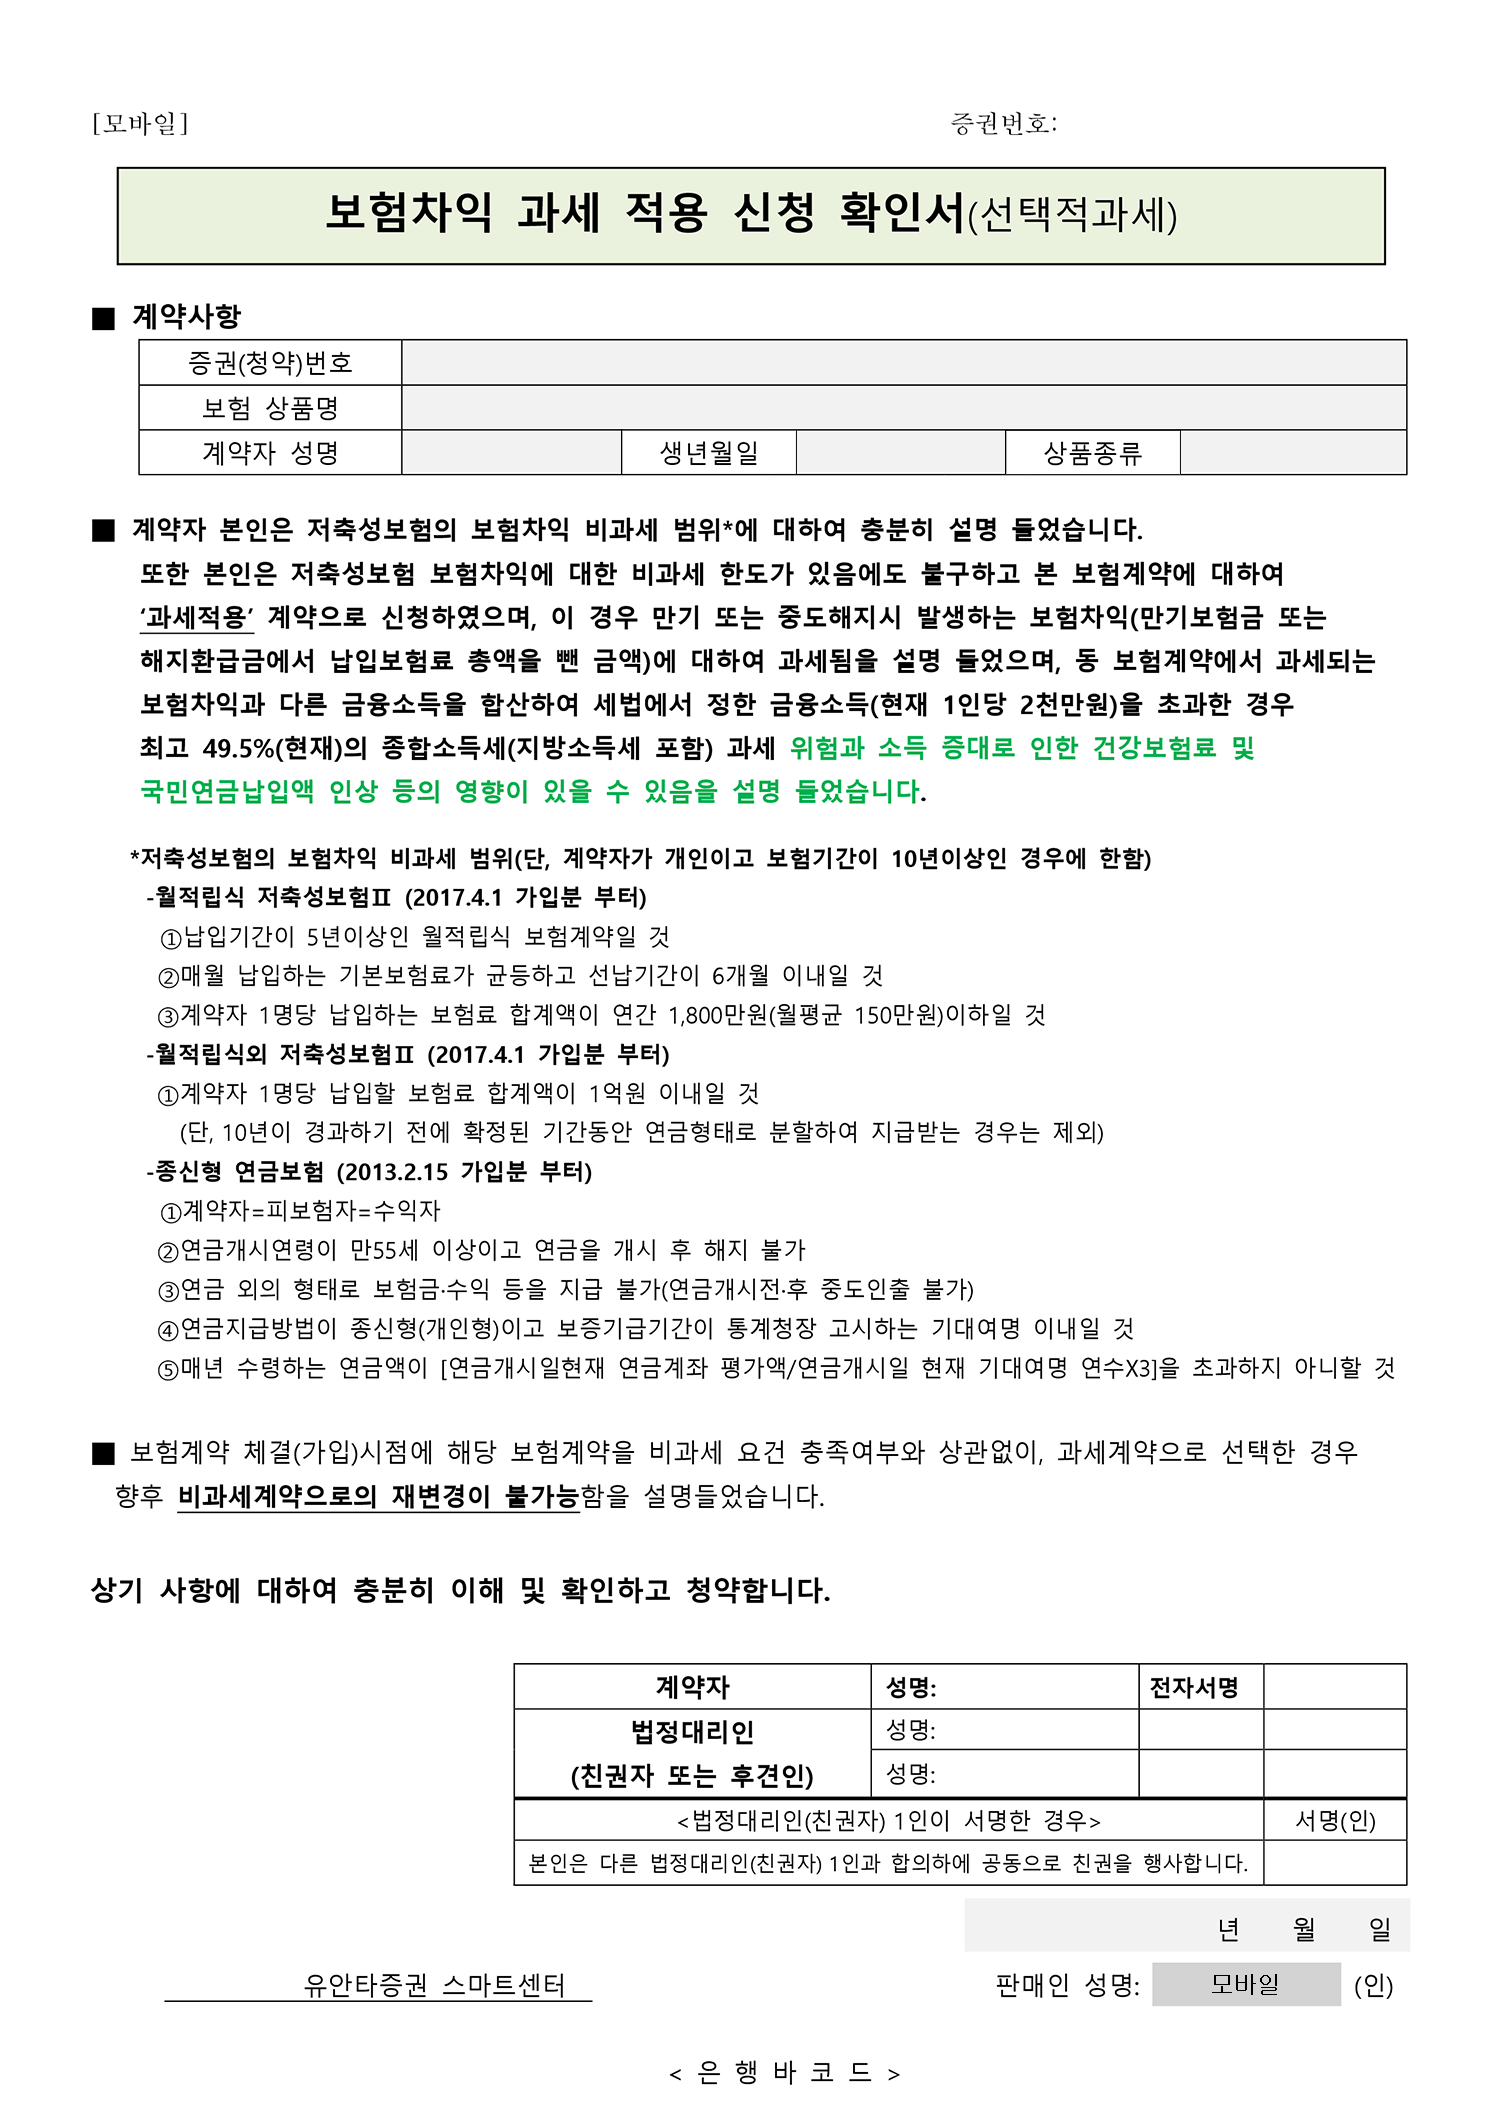 [모바일] 증권번호:
보험차익 과세 적용 신청 확인서(선택적과세)
■ 계약사항
증권(청약)번호
보험 상품명
계약자 성명 생년월일 상품종류
■ 계약자 본인은 저축성보험의 보험차익 비과세 범위*에 대하여 충분히 설명 들었습니다.
또한 본인은 저축성보험 보험차익에 대한 비과세 한도가 있음에도 불구하고 본 보험계약에 대하여
‘과세적용’ 계약으로 신청하였으며, 이 경우 만기 또는 중도해지시 발생하는 보험차익(만기보험금 또는
해지환급금에서 납입보험료 총액을 뺀 금액)에 대하여 과세됨을 설명 들었으며, 동 보험계약에서 과세되는
보험차익과 다른 금융소득을 합산하여 세법에서 정한 금융소득(현재 1인당 2천만원)을 초과한 경우
최고 49.5%(현재)의 종합소득세(지방소득세 포함) 과세 위험과 소득 증대로 인한 건강보험료 및
국민연금납입액 인상 등의 영향이 있을 수 있음을 설명 들었습니다.
*저축성보험의 보험차익 비과세 범위(단, 계약자가 개인이고 보험기간이 10년이상인 경우에 한함)
-월적립식 저축성보험Ⅱ (2017.4.1 가입분 부터)
①납입기간이 5년이상인 월적립식 보험계약일 것
②매월 납입하는 기본보험료가 균등하고 선납기간이 6개월 이내일 것
③계약자 1명당 납입하는 보험료 합계액이 연간 1,800만원(월평균 150만원)이하일 것
-월적립식외 저축성보험Ⅱ (2017.4.1 가입분 부터)
①계약자 1명당 납입할 보험료 합계액이 1억원 이내일 것
(단, 10년이 경과하기 전에 확정된 기간동안 연금형태로 분할하여 지급받는 경우는 제외)
-종신형 연금보험 (2013.2.15 가입분 부터)
①계약자=피보험자=수익자
②연금개시연령이 만55세 이상이고 연금을 개시 후 해지 불가
③연금 외의 형태로 보험금·수익 등을 지급 불가(연금개시전·후 중도인출 불가)
④연금지급방법이 종신형(개인형)이고 보증기급기간이 통계청장 고시하는 기대여명 이내일 것
⑤매년 수령하는 연금액이 [연금개시일현재 연금계좌 평가액/연금개시일 현재 기대여명 연수X3]을 초과하지 아니할 것
■ 보험계약 체결(가입)시점에 해당 보험계약을 비과세 요건 충족여부와 상관없이, 과세계약으로 선택한 경우
향후 비과세계약으로의 재변경이 불가능함을 설명들었습니다.
상기 사항에 대하여 충분히 이해 및 확인하고 청약합니다.
계약자 성명: 전자서명
법정대리인 성명:
(친권자 또는 후견인) 성명:
<법정대리인(친권자) 1인이 서명한 경우> 서명(인)
본인은 다른 법정대리인(친권자) 1인과 합의하에 공동으로 친권을 행사합니다.
년 월 일
유안타증권 스마트센터 판매인 성명: 모바일 (인)
< 은 행 바 코 드 >